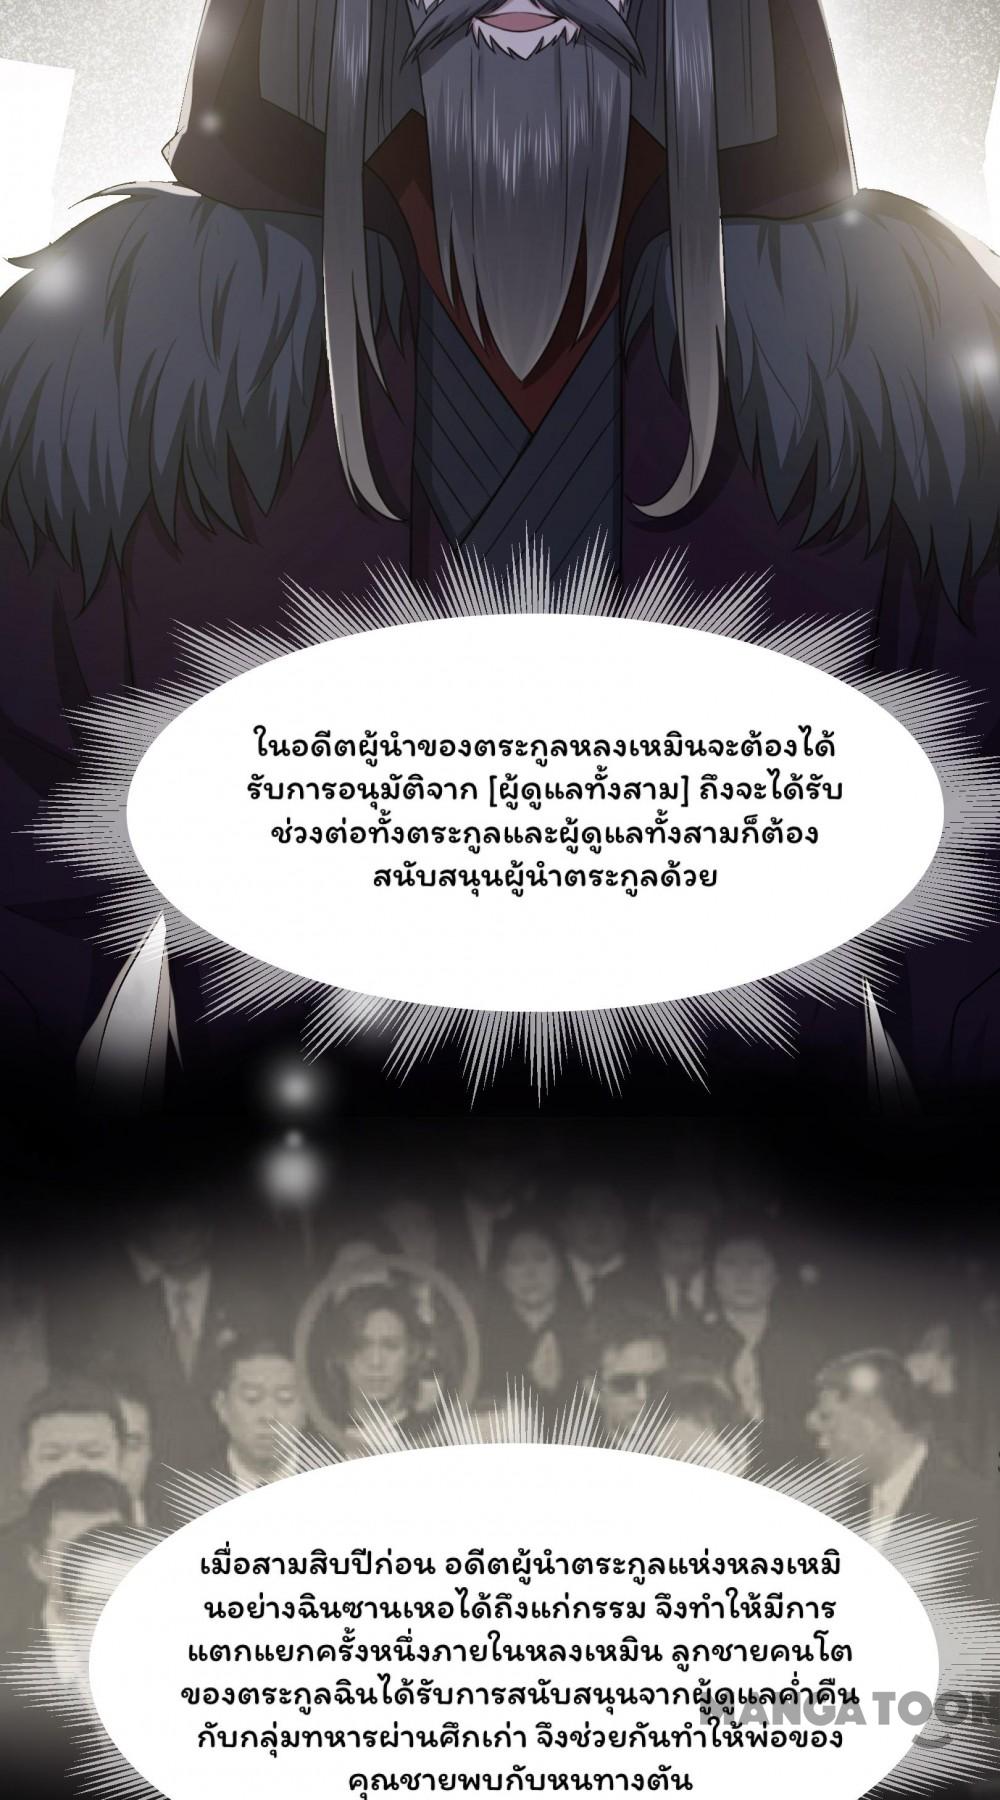 ในอดีตผู้นำของตระกูลหลงเหมินจะต้องได้
รับการอนุมัติจาก [ผู้ดูแลทั้งสาม] ถึงจะได้รับ
ช่วงต่อทั้งตระกูลและผู้ดูแลทั้งสามก็ต้อง
สนับสนุนผู้นำตระกูลด้วย
เมื่อสามสิบปีก่อน อดีตผู้นำตระกูลแห่งหลงเหมิ
นอย่างฉินซานเหอได้ถึงแก่กรรม จึงทำให้มีการ
แตกแยกครั้งหนึ่งภายในหลงเหมิน ลูกชายคนโต
ของตระกูลฉินได้รับการสนับสนุนจากผู้ดูแลค่ำคืน
กับกลุ่มทหารผ่านศึกเก่า จึงช่วยกันทำให้พ่อของ
คุณชายพบกับหนทางตัน
MANGATOON